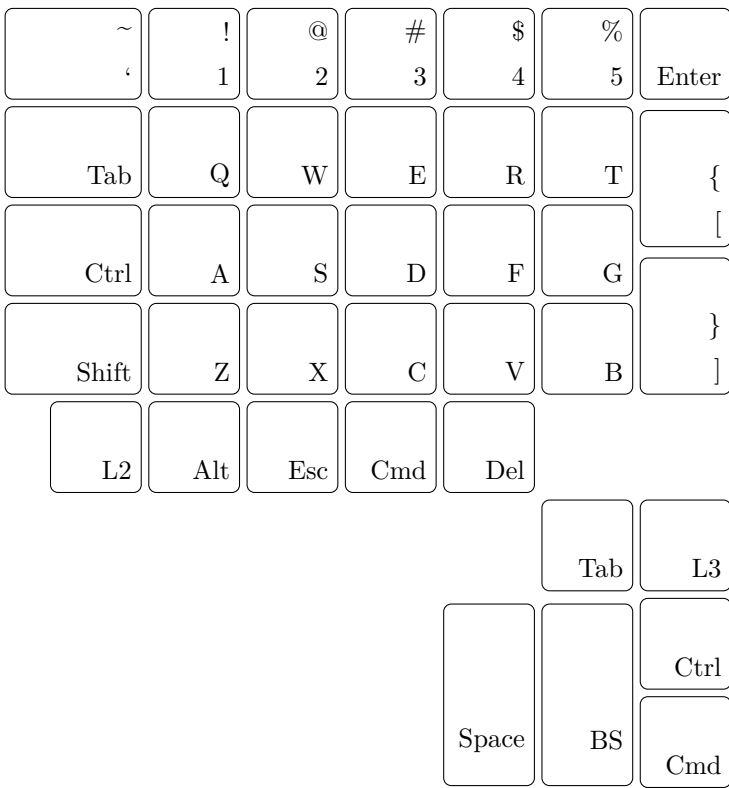 ~ ! @ # $ %
‘ 1 2 3 4 5 Enter
Tab Q W E R T {
[
Ctrl A S D F G
}
Shift Z X C V B ]
L2 Alt Esc Cmd Del
Tab L3
Ctrl
Space BS
Cmd